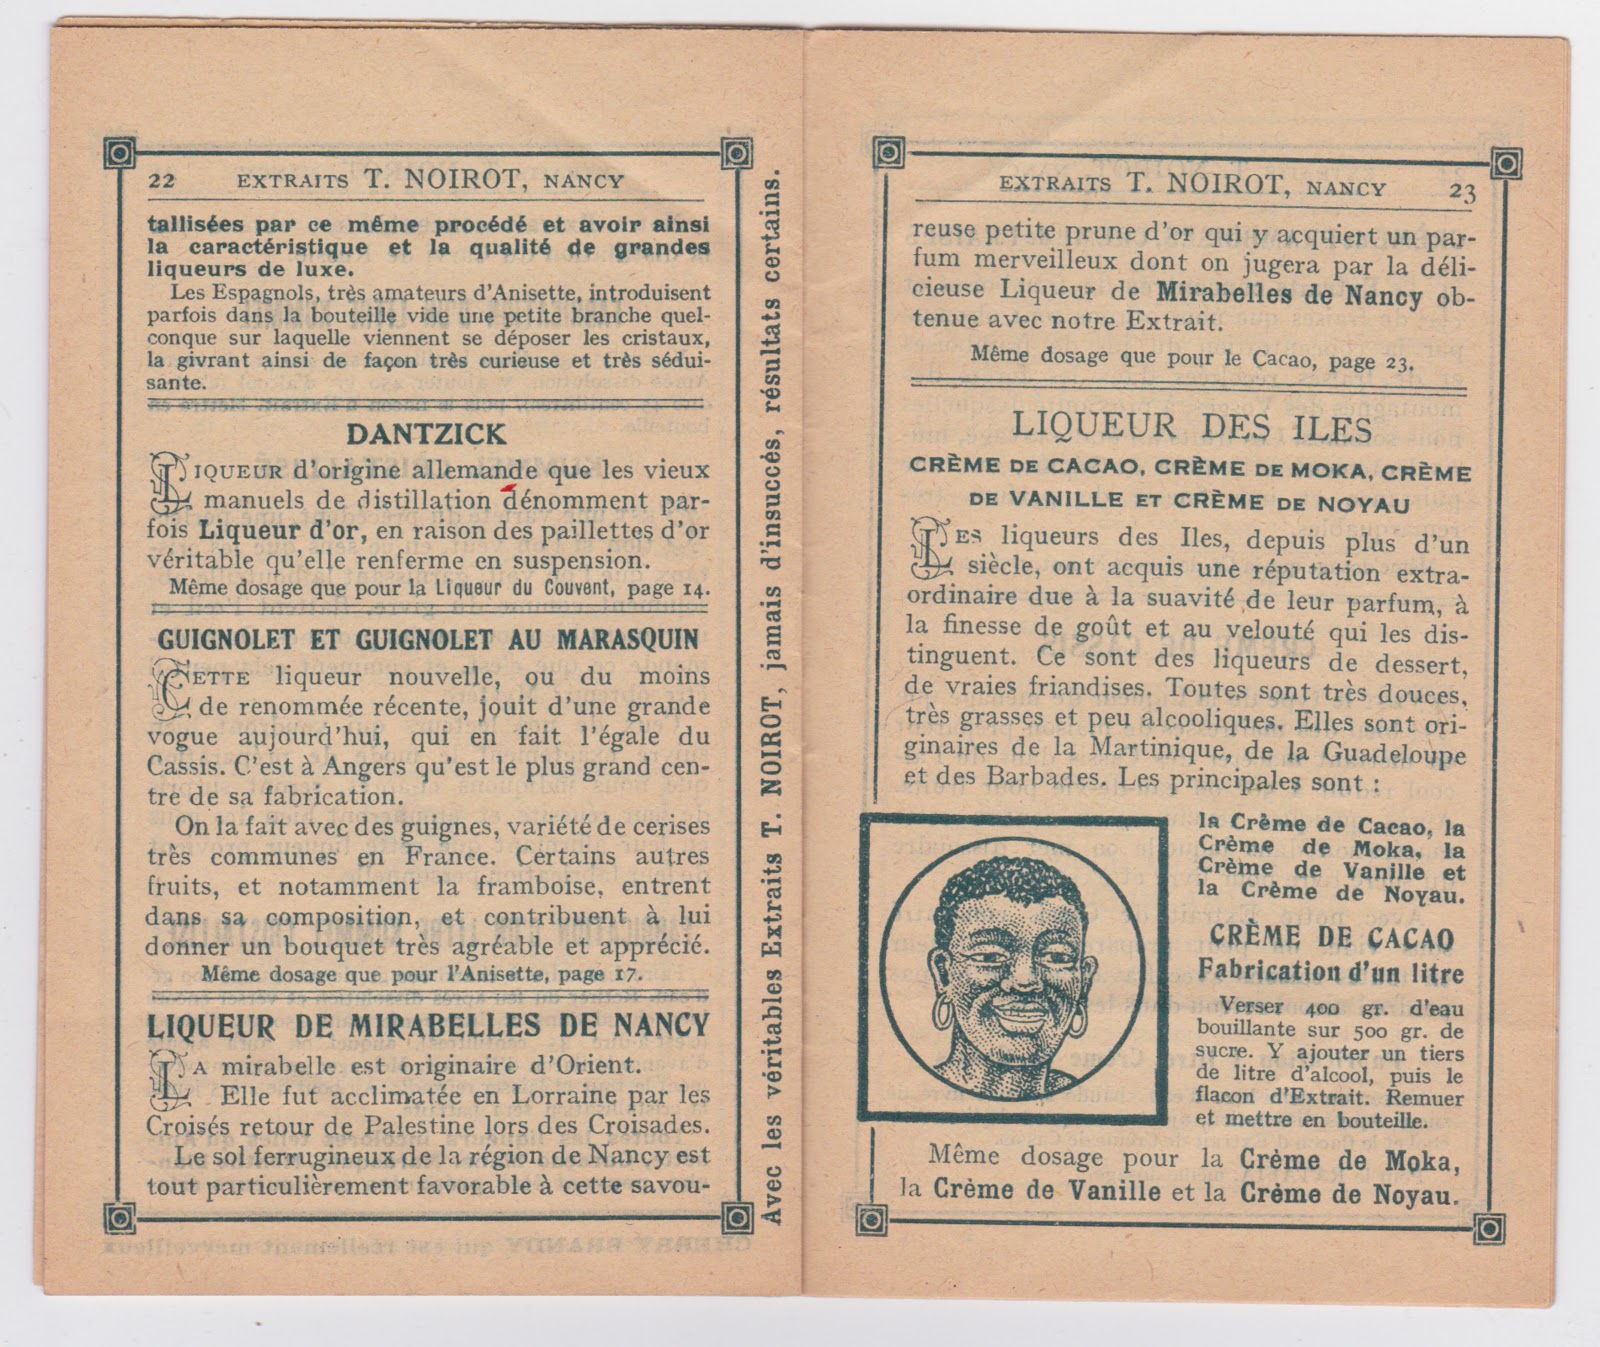 22 EXTRAITS T. NOIROT, NANCY
tallisées par ce même procédé et avoir ainsi
la caractéristique et la qualité de grandes
liqueurs de luxe.
Les Espagnols, très amateurs d'Anisette, introduisent
parfois dans la bouteille vide une petite branche quel-
conque sur laquelle viennent se déposer les cristaux,
la givrant ainsi de façon très curieuse et très sédui-
sante.
DANTZICK
LIQUEUR d'origine allemande que les vieux
manuels de distillation dénomment par-
fois Liqueur d'or, en raison des paillettes d'or
véritable qu'elle renferme en suspension.
Même dosage que pour la Liqueur du Couvent, page 14.
GUIGNOLET ET GUIGNOLET AU MARASQUIN
CETTE liqueur nouvelle, ou du moins
de renommée récente, jouit d'une grande
vogue aujourd'hui, qui en fait l'égale du
Cassis. C'est à Angers qu'est le plus grand cen-
tre de sa fabrication.
On la fait avec des guignes, variété de cerises
très communes en France. Certains autres
fruits, et notamment la framboise, entrent
dans sa composition, et contribuent à lui
donner un bouquet très agréable et apprécié.
Même dosage que pour l'Anisette, page 17.
LIQUEUR DE MIRABELLES DE NANCY
LA mirabelle est originaire d'Orient.
Elle fut acclimatée en Lorraine par les
Croisés retour de Palestine lors des Croisades.
Le sol ferrugineux de la région de Nancy est
tout particulièrement favorable à cette savou-
Avec les véritables Extraits T. NOIROT, jamais d'insuccès, résultats certains.
EXTRAITS T. NOIROT, NANCY 23
reuse petite prune d'or qui y acquiert un par-
fum merveilleux dont on jugera par la déli-
cieuse Liqueur de Mirabelles de Nancy ob-
tenue avec notre Extrait.
Même dosage que pour le Cacao, page 23.
LIQUEUR DES ILES
CRÈME DE CACAO, CRÈME DE MOKA, CRÈME
DE VANILLE ET CRÈME DE NOYAU
LES liqueurs des Iles, depuis plus d'un
siècle, ont acquis une réputation extra-
ordinaire due à la suavité de leur parfum, à
la finesse de goût et au velouté qui les dis-
tinguent. Ce sont des liqueurs de dessert,
de vraies friandises. Toutes sont très douces,
très grasses et peu alcooliques. Elles sont ori-
ginaires de la Martinique, de la Guadeloupe
et des Barbades. Les principales sont :
la Crème de Cacao, la
Crème de Moka, la
Crème de Vanille et
la Crème de Noyau.
CRÈME DE CACAO
Fabrication d'un litre
Verser 400 gr. d'eau
bouillante sur 500 gr. de
sucre. Y ajouter un tiers
de litre d'alcool, puis le
flacon d'Extrait. Remuer
et mettre en bouteille.
Même dosage pour la Crème de Moka,
la Crème de Vanille et la Crème de Noyau.